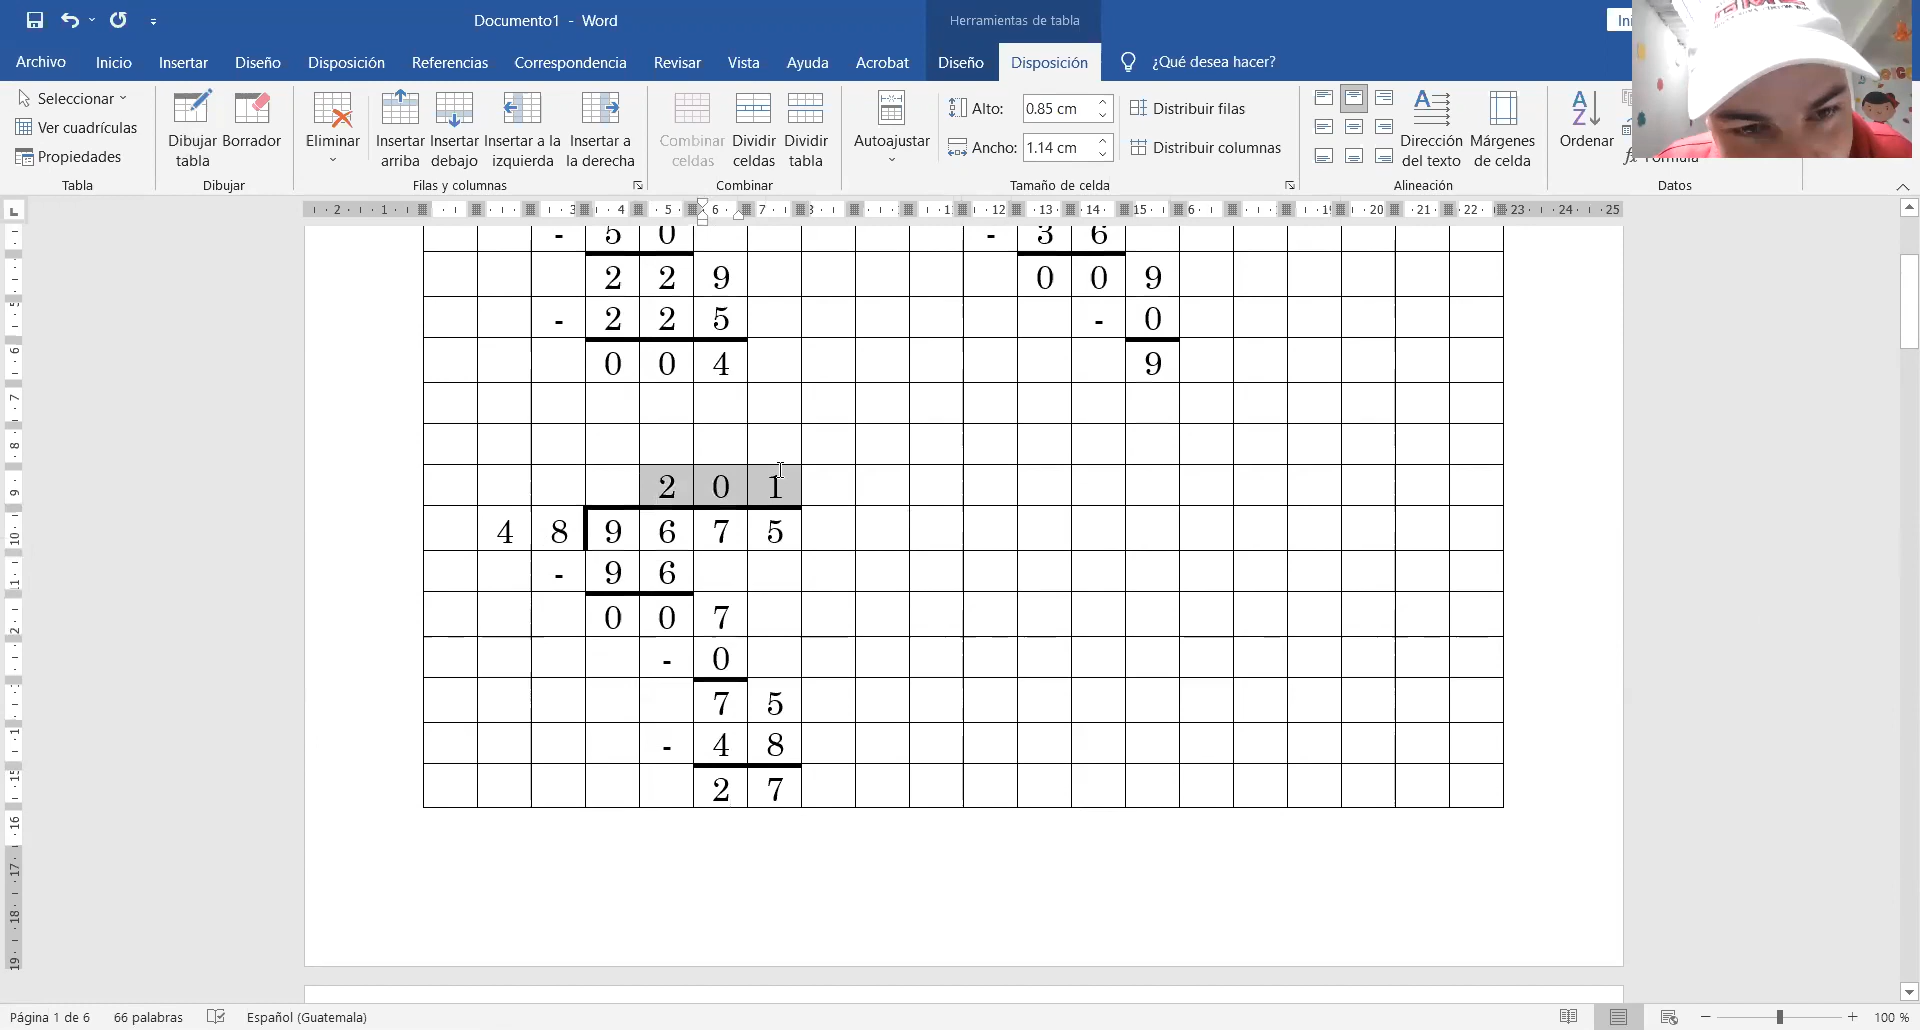 Documento1 - Word
Herramientas de tabla
Archivo Inicio Insertar Diseño Disposición Referencias Correspondencia Revisar Vista Ayuda Acrobat Diseño Disposición ¿Qué desea hacer?
Seleccionar
Ver cuadrículas
Propiedades
Tabla
Dibujar tabla
Borrador
Dibujar
Eliminar
Insertar arriba
Insertar debajo
Insertar a la izquierda
Insertar a la derecha
Filas y columnas
Combinar celdas
Dividir celdas
Dividir tabla
Combinar
Autoajustar
Alto: 0.85 cm
Ancho: 1.14 cm
Distribuir filas
Distribuir columnas
Tamaño de celda
Dirección del texto
Márgenes de celda
Alineación
Ordenar
Datos
- 5 0
2 2 9
- 2 2 5
0 0 4
- 3 6
0 0 9
- 0
9
2 0 1
4 8 9 6 7 5
- 9 6
0 0 7
- 0
7 5
- 4 8
2 7
Página 1 de 6 66 palabras Español (Guatemala) 100 %